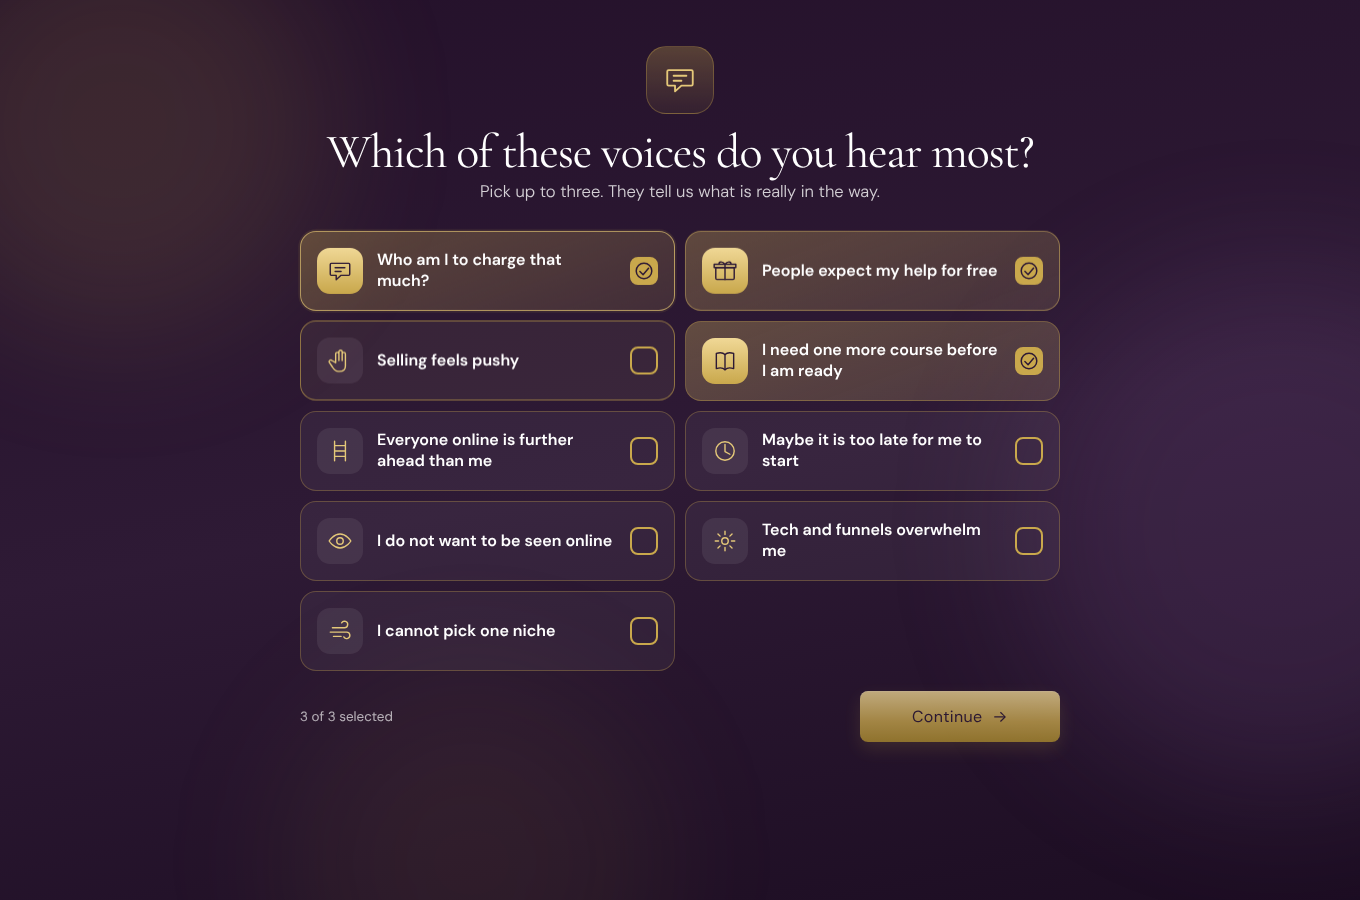 Which of these voices do you hear most?
Pick up to three. They tell us what is really in the way.
Who am I to charge that
much?
People expect my help for free
Selling feels pushy
I need one more course before
I am ready
Everyone online is further
ahead than me
Maybe it is too late for me to
start
I do not want to be seen online
Tech and funnels overwhelm
me
I cannot pick one niche
3 of 3 selected
Continue →